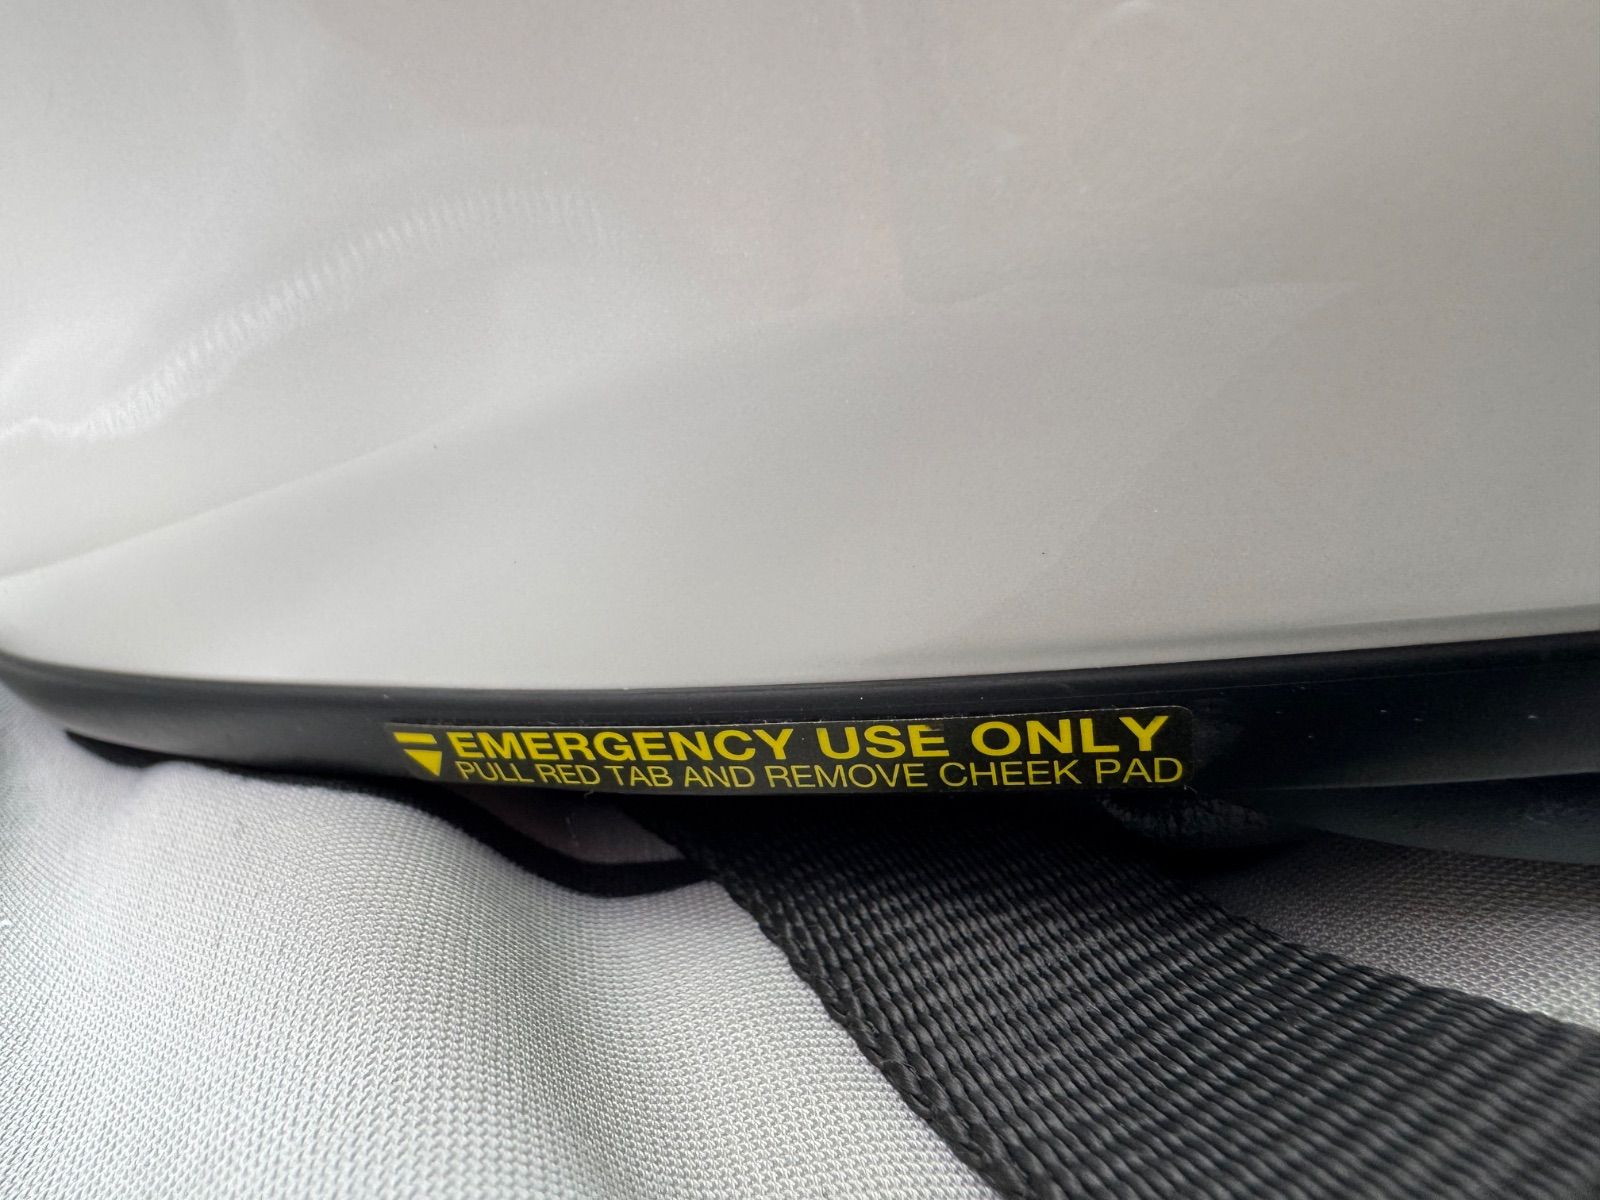 EMERGENCY USE ONLY
PULL RED TAB AND REMOVE CHEEK PAD